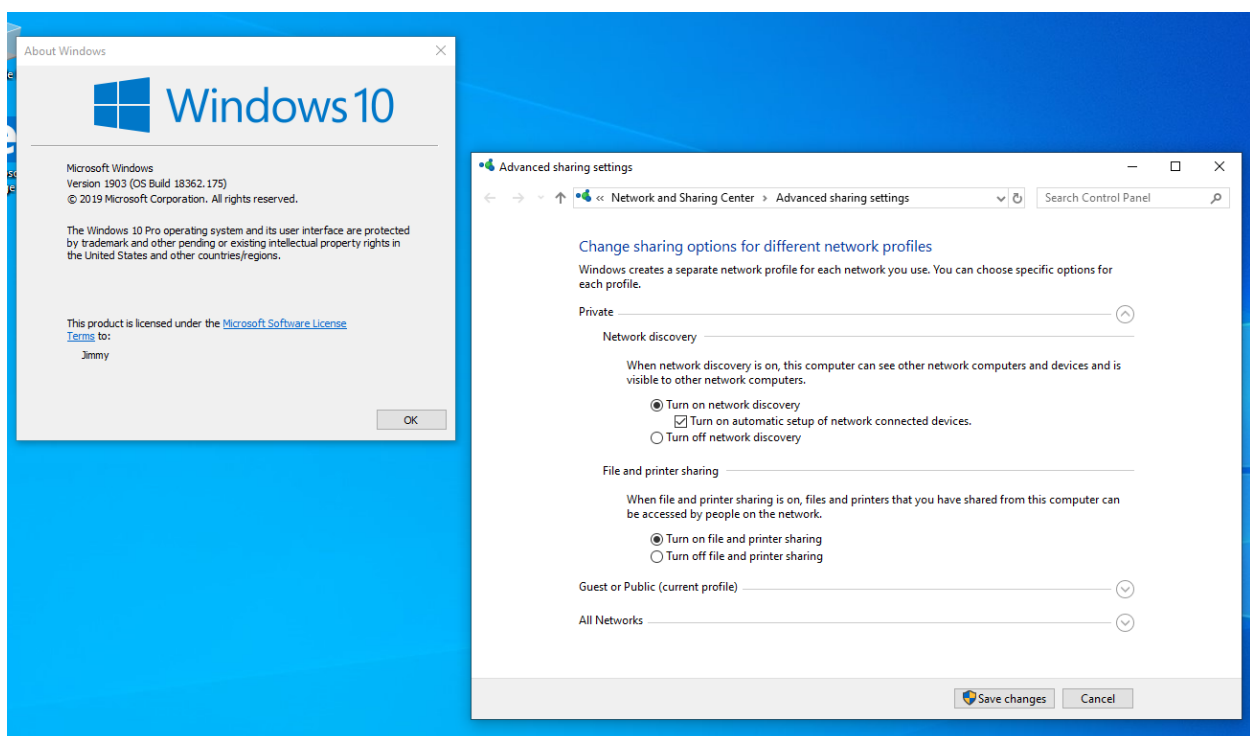 About Windows
Windows 10
Microsoft Windows
Version 1903 (OS Build 18362.175)
© 2019 Microsoft Corporation. All rights reserved.
The Windows 10 Pro operating system and its user interface are protected
by trademark and other pending or existing intellectual property rights in
the United States and other countries/regions.
This product is licensed under the Microsoft Software License
Terms to:
Jimmy
OK
Advanced sharing settings
« Network and Sharing Center › Advanced sharing settings
Search Control Panel
Change sharing options for different network profiles
Windows creates a separate network profile for each network you use. You can choose specific options for
each profile.
Private
Network discovery
When network discovery is on, this computer can see other network computers and devices and is
visible to other network computers.
Turn on network discovery
Turn on automatic setup of network connected devices.
Turn off network discovery
File and printer sharing
When file and printer sharing is on, files and printers that you have shared from this computer can
be accessed by people on the network.
Turn on file and printer sharing
Turn off file and printer sharing
Guest or Public (current profile)
All Networks
Save changes
Cancel